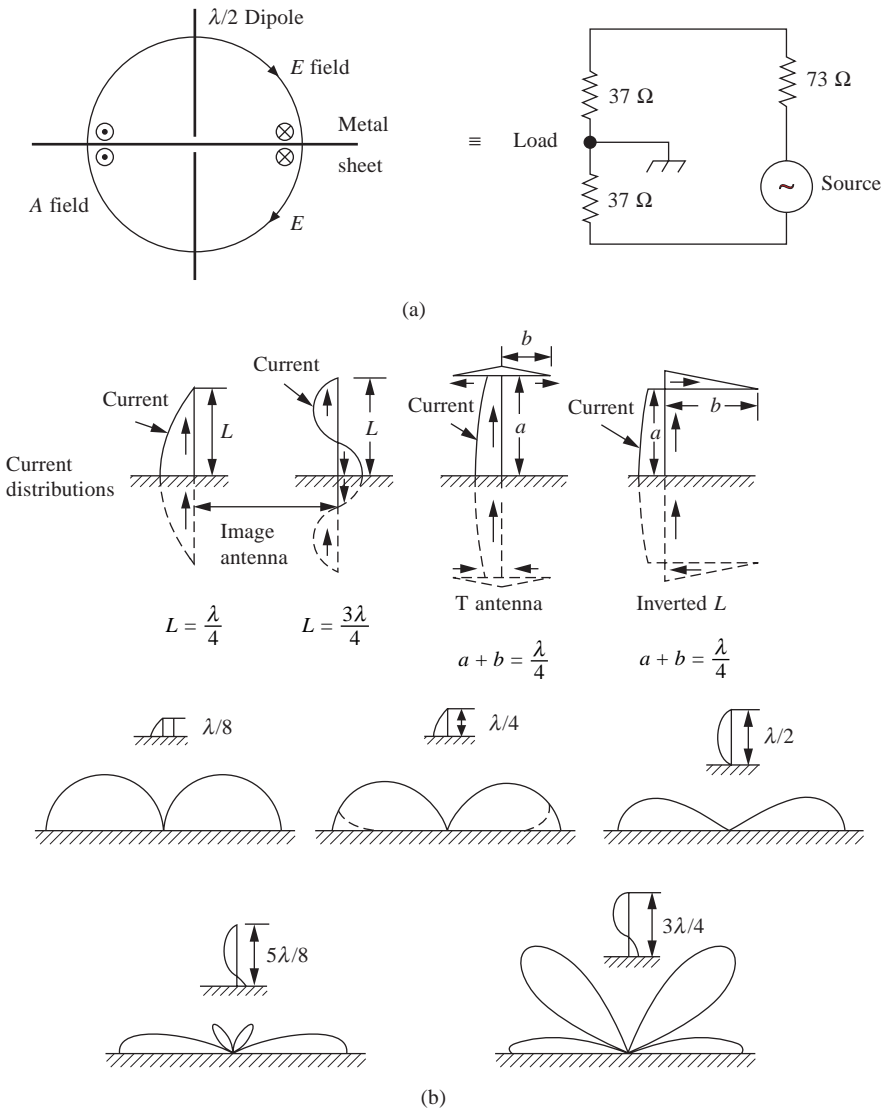 λ/2 Dipole
E field
Metal
sheet
A field
E
≡
Load
37 Ω
37 Ω
73 Ω
~
Source
(a)
Current
L
Current
L
Current
b
a
Current
a
b
Current
distributions
Image
antenna
T antenna
Inverted L
L = λ/4
L = 3λ/4
a + b = λ/4
a + b = λ/4
λ/8
λ/4
λ/2
5λ/8
3λ/4
(b)